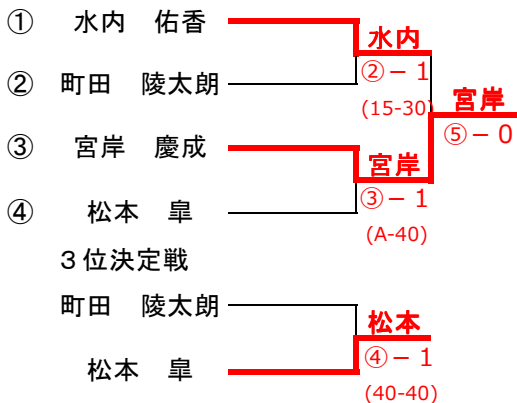 ① 水内 佑香
水内
② 町田 陵太朗
②－1
(15-30)
宮岸
⑤－0
③ 宮岸 慶成
宮岸
③－1
④ 松本 皐
(A-40)
３位決定戦
町田 陵太朗
松本
④－1
松本 皐
(40-40)